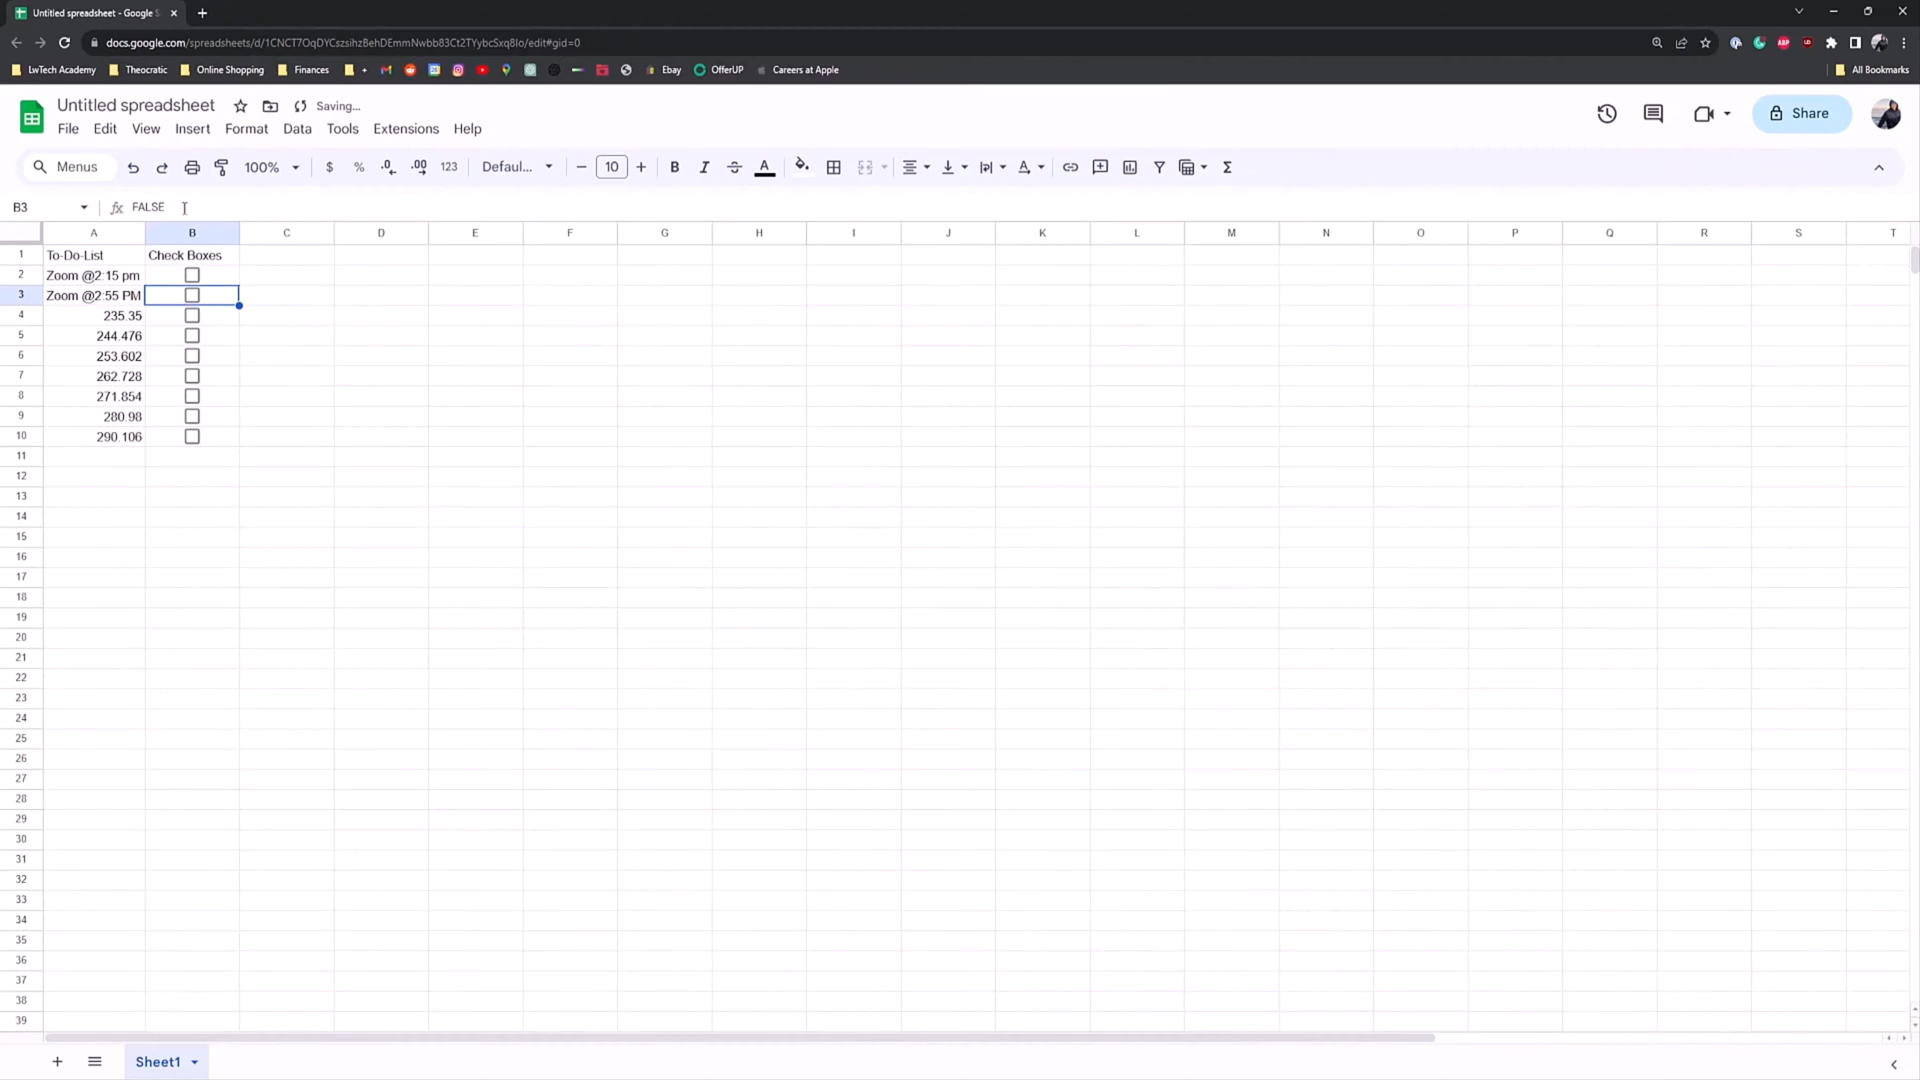 Untitled spreadsheet - Google S
docs.google.com/spreadsheets/d/1CNCT7OqDYCszsihzBehDEmmNwbb83Ct2TYybcSxq8Io/edit#gid=0
LwTech Academy Theocratic Online Shopping Finances + Ebay OfferUP Careers at Apple All Bookmarks
Untitled spreadsheet Saving...
File Edit View Insert Format Data Tools Extensions Help
Share
Menus 100% $ % .0 .00 123 Defaul... − 10 + B I A Σ
B3 fx FALSE
A B C D E F G H I J K L M N O P Q R S T
1 To-Do-List Check Boxes
2 Zoom @2:15 pm
3 Zoom @2:55 PM
4 235.35
5 244.476
6 253.602
7 262.728
8 271.854
9 280.98
10 290.106
11
12
13
14
15
16
17
18
19
20
21
22
23
24
25
26
27
28
29
30
31
32
33
34
35
36
37
38
39
+ Sheet1